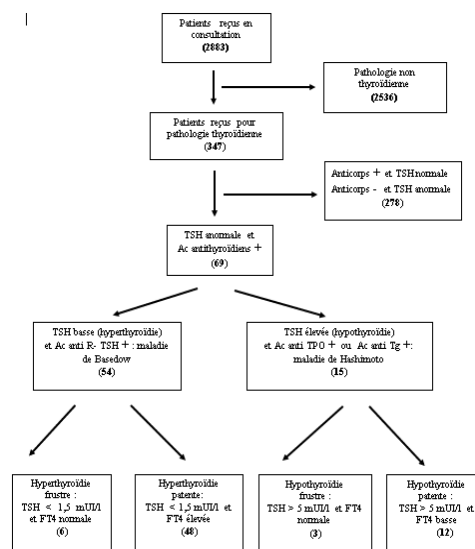 Patients reçus en
consultation
(2883)
Pathologie non
thyroïdienne
(2536)
Patients reçus pour
pathologie thyroïdienne
(347)
Anticorps + et TSH normale
Anticorps - et TSH anormale
(278)
TSH anormale et
Ac antithyroïdiens +
(69)
TSH basse (hyperthyroïdie)
et Ac anti R- TSH + : maladie
de Basedow
(54)
TSH élevée (hypothyroïdie)
et Ac anti TPO + ou Ac anti Tg +:
maladie de Hashimoto
(15)
Hyperthyroïdie
frustre :
TSH < 1,5 mUI/l
et FT4 normale
(6)
Hyperthyroïdie
patente:
TSH < 1,5 mUI/l et
FT4 élevée
(48)
Hypothyroïdie
frustre :
TSH > 5 mUI/l et FT4
normale
(3)
Hypothyroïdie
patente :
TSH > 5 mUI/l et
FT4 basse
(12)